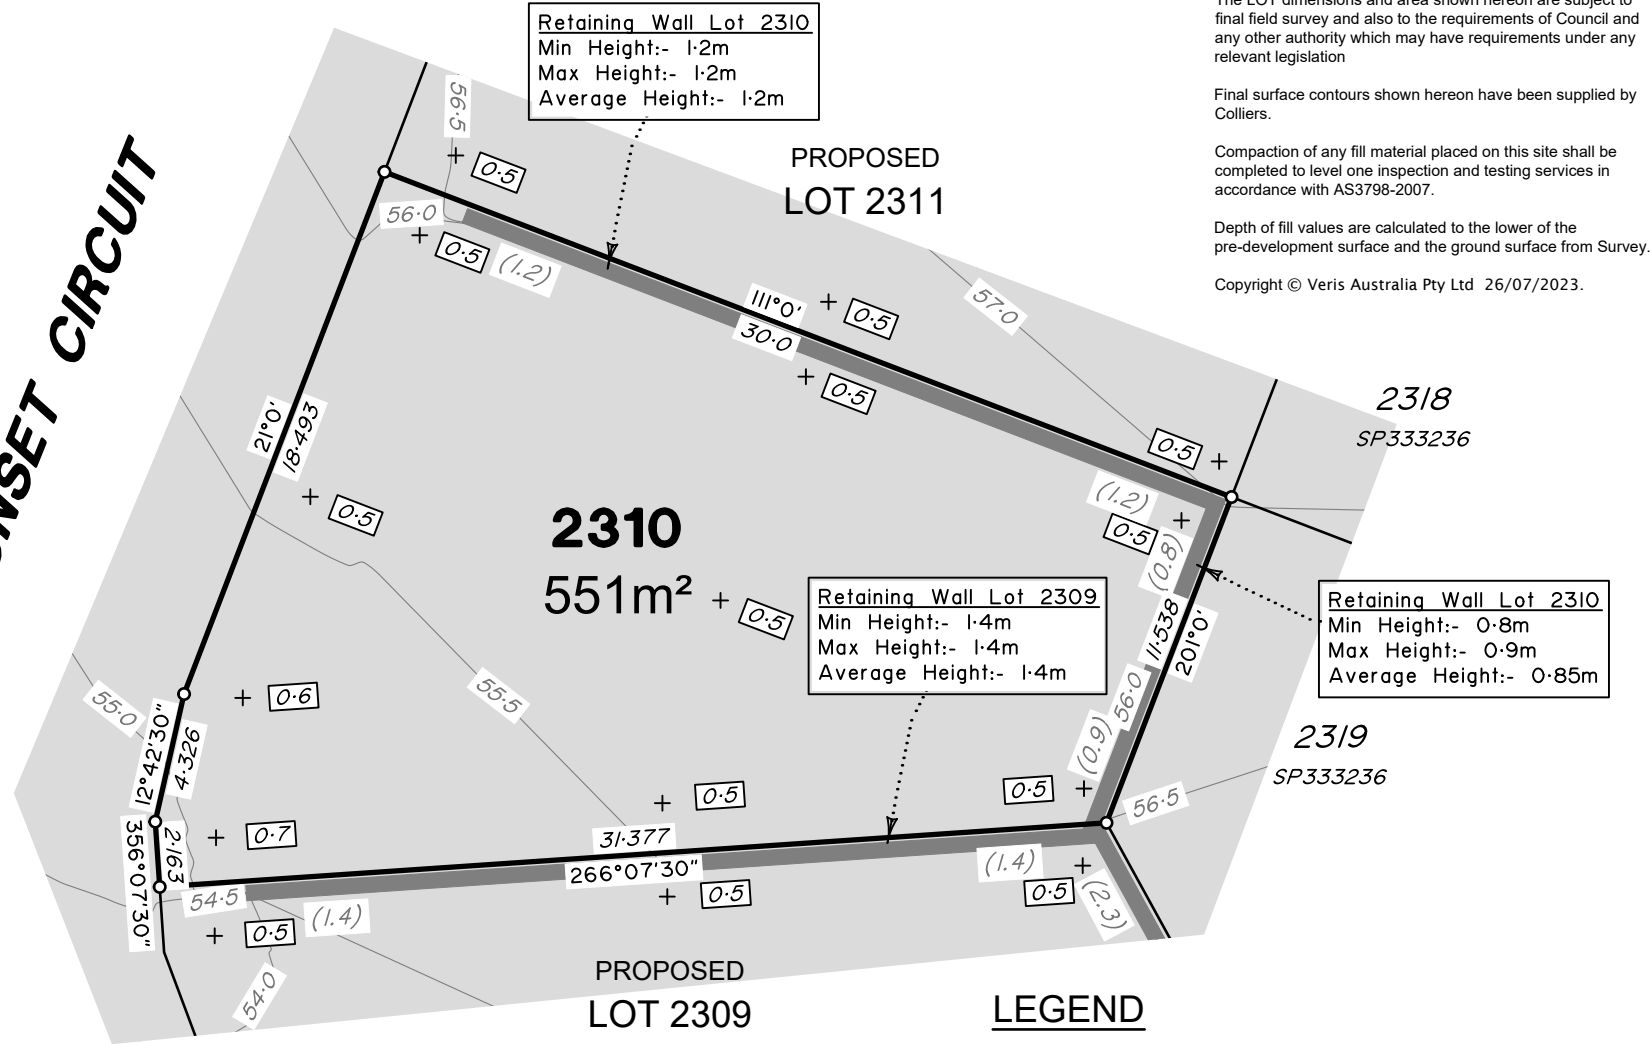 The LOT dimensions and area shown hereon are subject to
final field survey and also to the requirements of Council and
any other authority which may have requirements under any
relevant legislation
Final surface contours shown hereon have been supplied by
Colliers.
Compaction of any fill material placed on this site shall be
completed to level one inspection and testing services in
accordance with AS3798-2007.
Depth of fill values are calculated to the lower of the
pre-development surface and the ground surface from Survey.
Copyright © Veris Australia Pty Ltd 26/07/2023.
Retaining Wall Lot 2310
Min Height:- 1·2m
Max Height:- 1·2m
Average Height:- 1·2m
56·5
0·5
PROPOSED
LOT 2311
CIRCUIT
56·0
0·5
(1.2)
111°0'
30·0
0·5
0·5
57·0
2318
SP333236
21°0'
18·493
0·5
0·5
(1.2)
0·5
(0.8)
2310
551m²
0·5
Retaining Wall Lot 2309
Min Height:- 1·4m
Max Height:- 1·4m
Average Height:- 1·4m
11·538
201°0'
Retaining Wall Lot 2310
Min Height:- 0·8m
Max Height:- 0·9m
Average Height:- 0·85m
55·0
0·6
55·5
56·0
(0.9)
2319
SP333236
12°42'30"
4·326
0·5
0·5
56·5
356°07'30"
2·163
0·7
31·377
266°07'30"
(1.4)
0·5
(2.3)
54·5
0·5
(1.4)
0·5
54·0
PROPOSED
LOT 2309
LEGEND